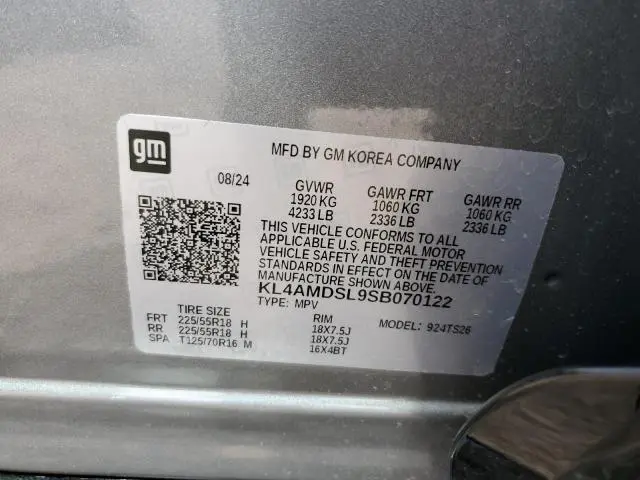 gm
MFD BY GM KOREA COMPANY
08/24 GVWR GAWR FRT GAWR RR
1920 KG 1060 KG 1060 KG
4233 LB 2336 LB 2336 LB
THIS VEHICLE CONFORMS TO ALL
APPLICABLE U.S. FEDERAL MOTOR
VEHICLE SAFETY AND THEFT
PREVENTION STANDARDS IN
EFFECT ON THE DATE OF
MANUFACTURE SHOWN ABOVE.
KL4AMDSL9SB070122
TYPE: MPV
TIRE SIZE RIM MODEL: 924TS26
FRT 225/55R18 H 18X7.5J
RR 225/55R18 H 18X7.5J
SPA T125/70R16 M 16X4BT